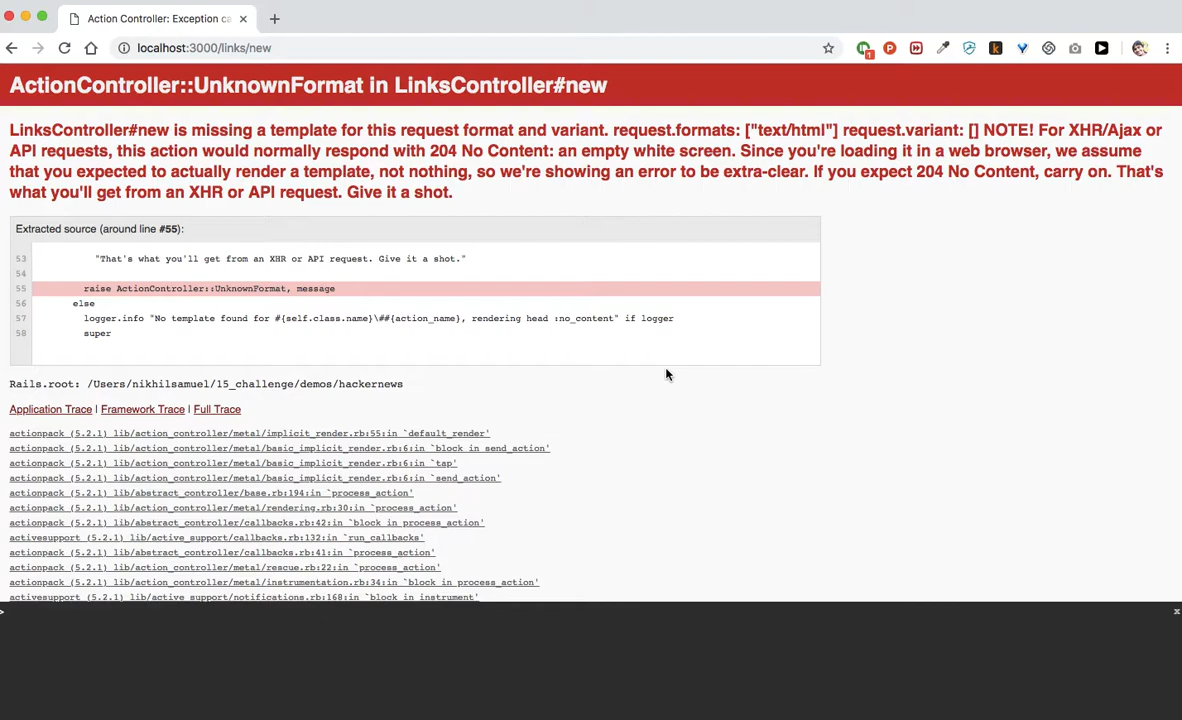 Action Controller: Exception ca
localhost:3000/links/new
1
ActionController::UnknownFormat in LinksController#new
LinksController#new is missing a template for this request format and variant. request.formats: ["text/html"] request.variant: [] NOTE! For XHR/Ajax or
API requests, this action would normally respond with 204 No Content: an empty white screen. Since you're loading it in a web browser, we assume
that you expected to actually render a template, not nothing, so we're showing an error to be extra-clear. If you expect 204 No Content, carry on. That's
what you'll get from an XHR or API request. Give it a shot.
Extracted source (around line #55):
53 "That's what you'll get from an XHR or API request. Give it a shot."
54
55 raise ActionController::UnknownFormat, message
56 else
57 logger.info "No template found for #{self.class.name}\##{action_name}, rendering head :no_content" if logger
58 super
Rails.root: /Users/nikhilsamuel/15_challenge/demos/hackernews
Application Trace | Framework Trace | Full Trace
actionpack (5.2.1) lib/action_controller/metal/implicit_render.rb:55:in `default_render'
actionpack (5.2.1) lib/action_controller/metal/basic_implicit_render.rb:6:in `block in send_action'
actionpack (5.2.1) lib/action_controller/metal/basic_implicit_render.rb:6:in `tap'
actionpack (5.2.1) lib/action_controller/metal/basic_implicit_render.rb:6:in `send_action'
actionpack (5.2.1) lib/abstract_controller/base.rb:194:in `process_action'
actionpack (5.2.1) lib/action_controller/metal/rendering.rb:30:in `process_action'
actionpack (5.2.1) lib/abstract_controller/callbacks.rb:42:in `block in process_action'
activesupport (5.2.1) lib/active_support/callbacks.rb:132:in `run_callbacks'
actionpack (5.2.1) lib/abstract_controller/callbacks.rb:41:in `process_action'
actionpack (5.2.1) lib/action_controller/metal/rescue.rb:22:in `process_action'
actionpack (5.2.1) lib/action_controller/metal/instrumentation.rb:34:in `block in process_action'
activesupport (5.2.1) lib/active_support/notifications.rb:168:in `block in instrument'
> x